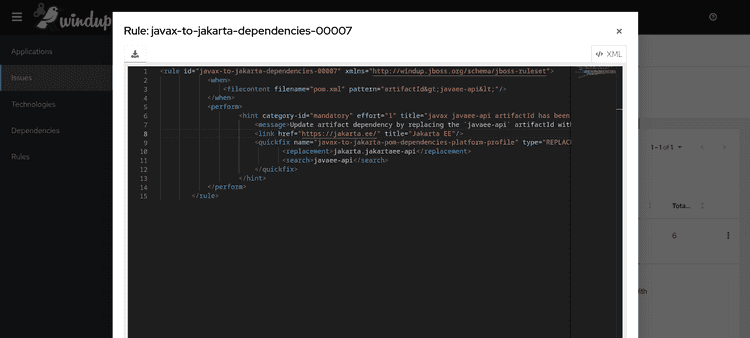 windup
Rule: javax-to-jakarta-dependencies-00007
×
XML
Applications
Issues
Technologies
Dependencies
Rules
1 <rule id="javax-to-jakarta-dependencies-00007" xmlns="http://windup.jboss.org/schema/jboss-ruleset">
2 <when>
3 <filecontent filename="pom.xml" pattern="artifactId&gt;javaee-api&lt;"/>
4 </when>
5 <perform>
6 <hint category-id="mandatory" effort="1" title="javax javaee-api artifactId has been
7 <message>Update artifact dependency by replacing the `javaee-api` artifactId wit
8 <link href="https://jakarta.ee/" title="Jakarta EE"/>
9 <quickfix name="javax-to-jakarta-pom-dependencies-platform-profile" type="REPLAC
10 <replacement>jakarta.jakartaee-api</replacement>
11 <search>javaee-api</search>
12 </quickfix>
13 </hint>
14 </perform>
15 </rule>
1-1 of 1
Tota...
6